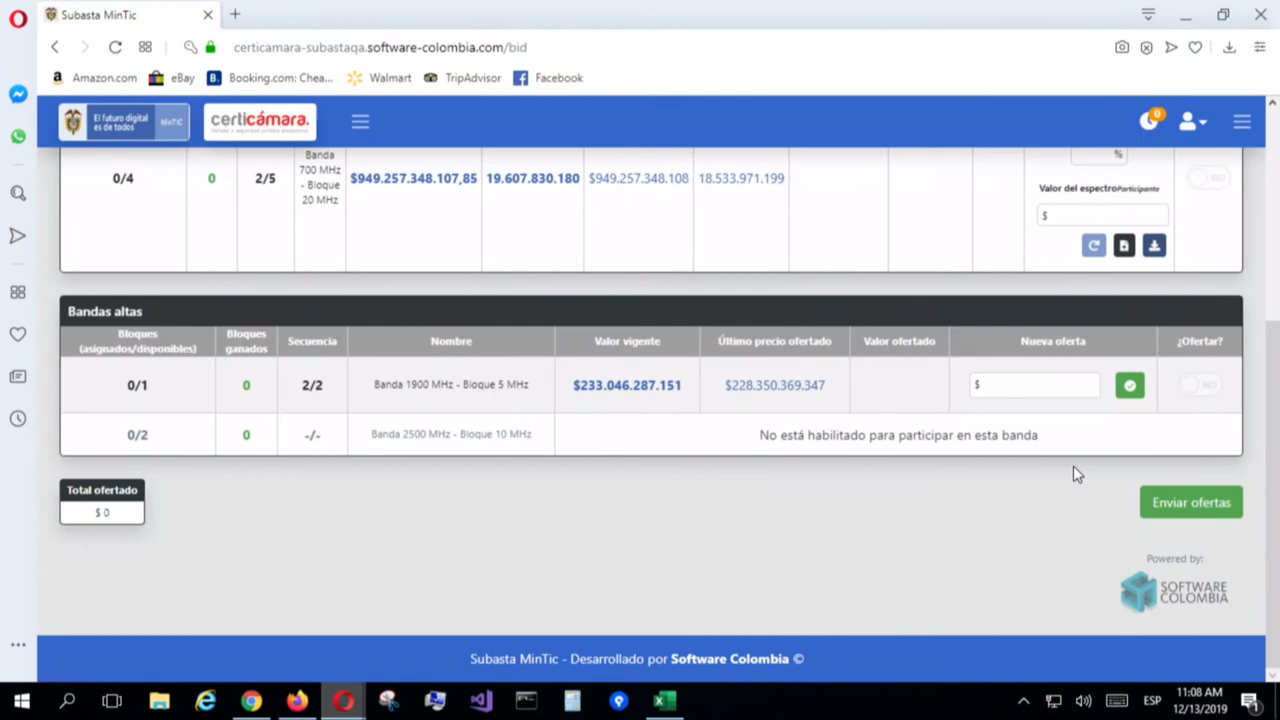 Subasta MinTic
certicamara-subastaqa.software-colombia.com/bid
Amazon.com
eBay
Booking.com: Chea...
Walmart
TripAdvisor
Facebook
El futuro digital
es de todos
MinTIC
certicámara.
0
0/4
0
2/5
Banda
700 MHz
- Bloque
20 MHz
$949.257.348.107,85
19.607.830.180
$949.257.348.108
18.533.971.199
%
NO
Valor del espectroParticipante
$
Bandas altas
Bloques
(asignados/disponibles)
Bloques
ganados
Secuencia
Nombre
Valor vigente
Último precio ofertado
Valor ofertado
Nueva oferta
¿Ofertar?
0/1
0
2/2
Banda 1900 MHz - Bloque 5 MHz
$233.046.287.151
$228.350.369.347
$
NO
0/2
0
-/-
Banda 2500 MHz - Bloque 10 MHz
No está habilitado para participar en esta banda
Total ofertado
$ 0
Enviar ofertas
Powered by:
SOFTWARE
COLOMBIA
Subasta MinTic - Desarrollado por Software Colombia ©
ESP
11:08 AM
12/13/2019
1